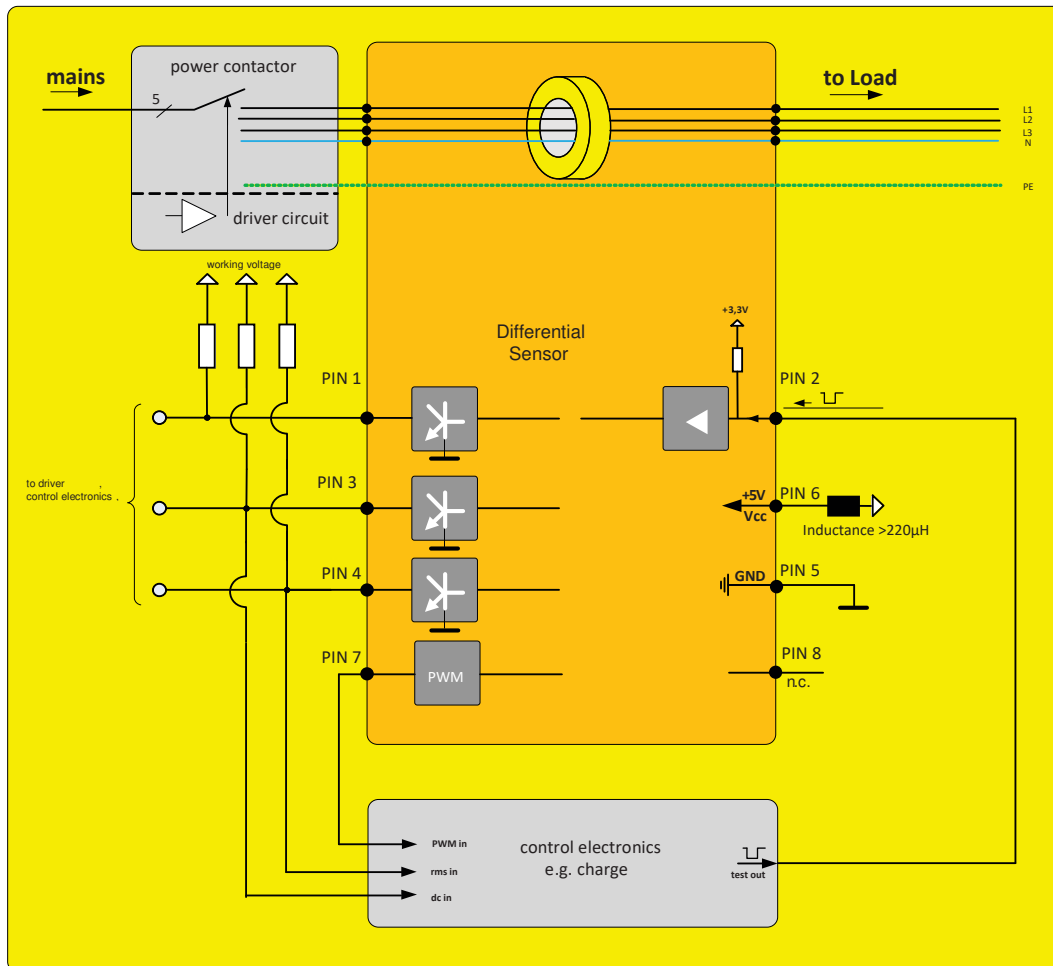 power contactor
mains
5
to Load
L1
L2
L3
N
PE
driver circuit
working voltage
+3,3V
Differential
Sensor
PIN 1
PIN 2
to driver ,
control electronics .
PIN 3
+5V
Vcc
PIN 6
Inductance >220µH
PIN 4
GND
PIN 5
PIN 7
PWM
PIN 8
n.c.
PWM in
control electronics
e.g. charge
rms in
test out
dc in